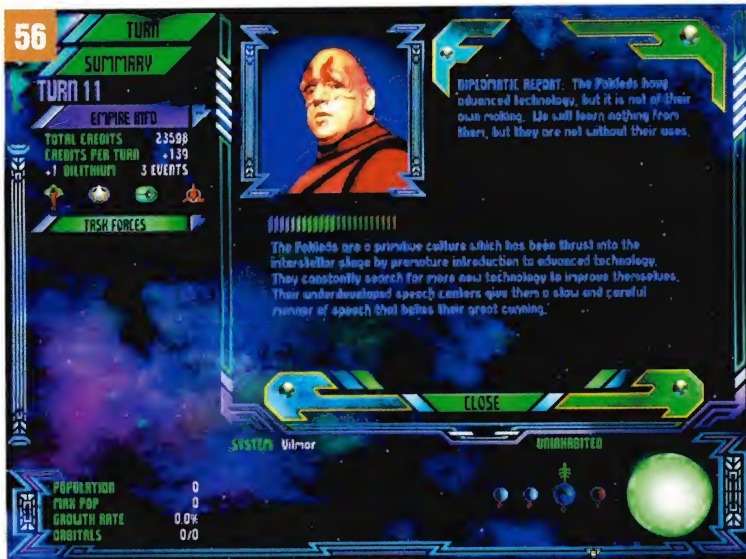 56
TURN
SUMMARY
TURN 11
EMPIRE INFO
TOTAL CREDITS 23598
CREDITS PER TURN +139
+1 DILITHIUM 3 EVENTS
TASK FORCES
DIPLOMATIC REPORT: The Pakleds have
advanced technology, but it is not of their
own making. We will learn nothing from
them, but they are not without their uses.
The Pakleds are a primitive culture which has been thrust into the
interstellar stage by premature introduction to advanced technology.
They constantly search for more new technology to improve themselves.
Their underdeveloped speech centers give them a slow and careful
manner of speech that belies their great cunning.
CLOSE
SYSTEM Vilmor
UNINHABITED
POPULATION 0
MAX POP 0
GROWTH RATE 0.0%
ORBITALS 0/0